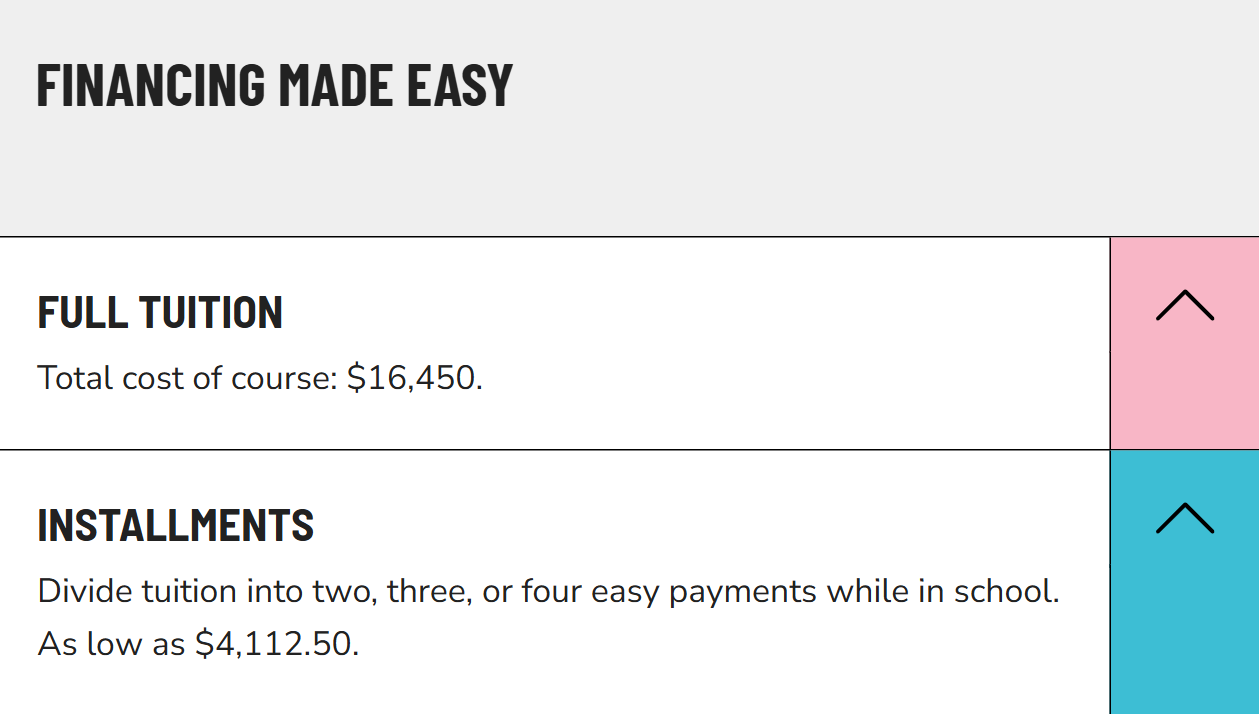 FINANCING MADE EASY
FULL TUITION
Total cost of course: $16,450.
INSTALLMENTS
Divide tuition into two, three, or four easy payments while in school.
As low as $4,112.50.